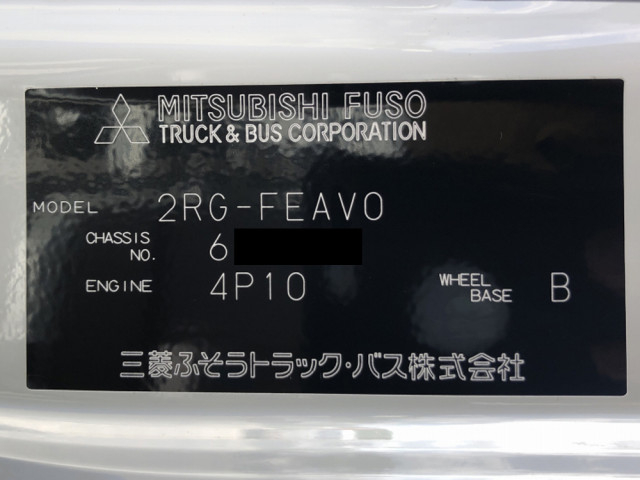 MITSUBISHI FUSO
TRUCK & BUS CORPORATION
MODEL 2RG-FEAV0
CHASSIS NO. 6
ENGINE 4P10 WHEEL BASE B
三菱ふそうトラック・バス株式会社